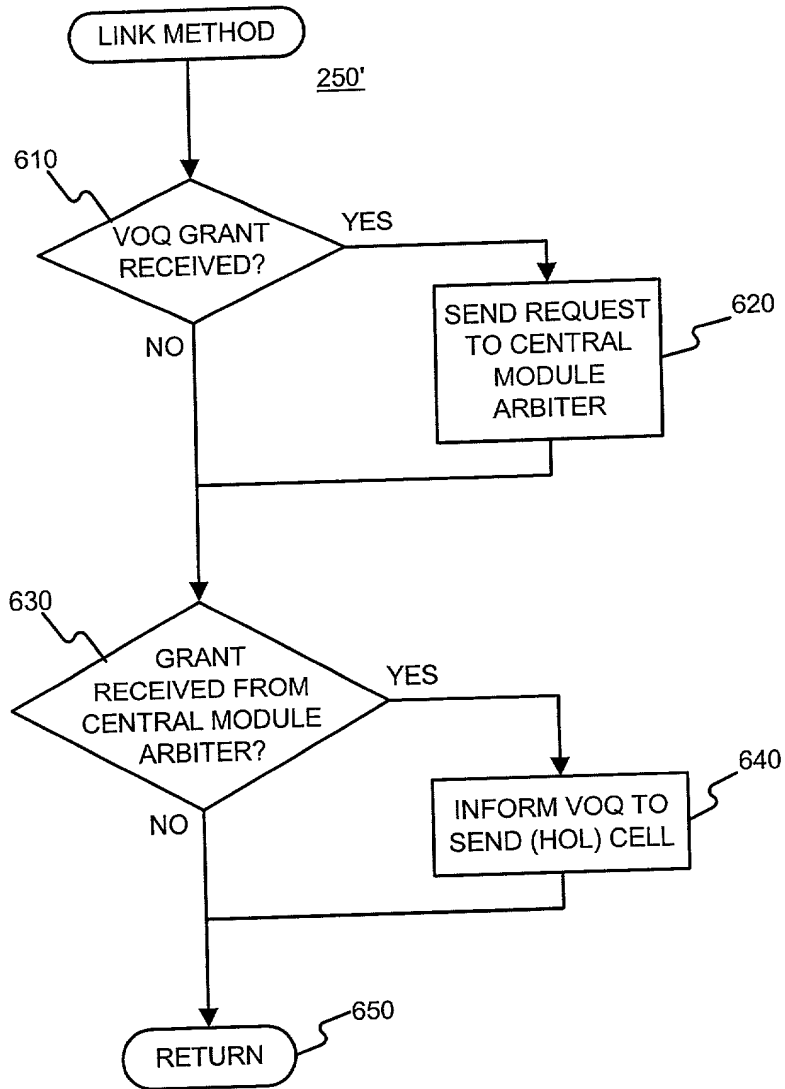 LINK METHOD
250'
610
VOQ GRANT
RECEIVED?
YES
NO
SEND REQUEST
TO CENTRAL
MODULE
ARBITER
620
630
GRANT
RECEIVED FROM
CENTRAL MODULE
ARBITER?
YES
NO
INFORM VOQ TO
SEND (HOL) CELL
640
RETURN
650